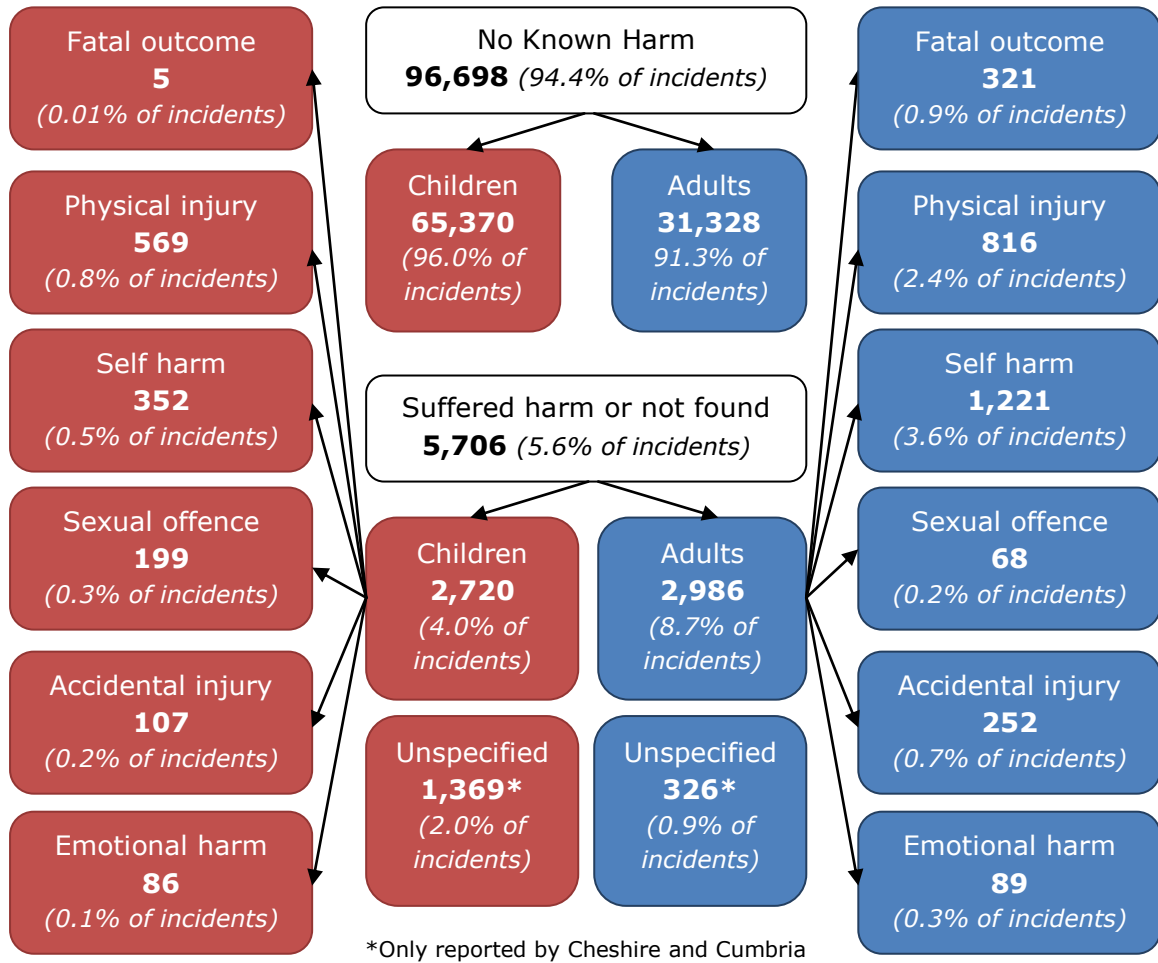 Fatal outcome
5
(0.01% of incidents)
Physical injury
569
(0.8% of incidents)
Self harm
352
(0.5% of incidents)
Sexual offence
199
(0.3% of incidents)
Accidental injury
107
(0.2% of incidents)
Emotional harm
86
(0.1% of incidents)
No Known Harm
96,698 (94.4% of incidents)
Children
65,370
(96.0% of
incidents)
Adults
31,328
91.3% of
incidents)
Suffered harm or not found
5,706 (5.6% of incidents)
Children
2,720
(4.0% of
incidents)
Adults
2,986
(8.7% of
incidents)
Unspecified
1,369*
(2.0% of
incidents)
Unspecified
326*
(0.9% of
incidents)
*Only reported by Cheshire and Cumbria
Fatal outcome
321
(0.9% of incidents)
Physical injury
816
(2.4% of incidents)
Self harm
1,221
(3.6% of incidents)
Sexual offence
68
(0.2% of incidents)
Accidental injury
252
(0.7% of incidents)
Emotional harm
89
(0.3% of incidents)